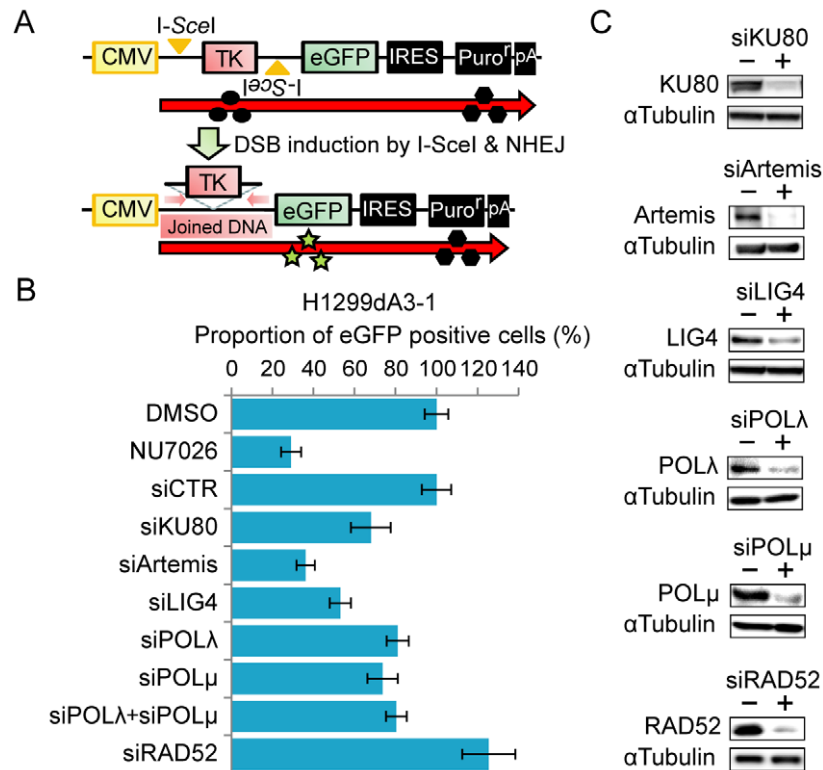 A
I-SceI
CMV
TK
eGFP
IRES
Puroʳ
pA
I-SceI
DSB induction by I-SceI & NHEJ
TK
CMV
eGFP
IRES
Puroʳ
pA
Joined DNA
B
H1299dA3-1
Proportion of eGFP positive cells (%)
0 20 40 60 80 100 120 140
DMSO
NU7026
siCTR
siKU80
siArtemis
siLIG4
siPOLλ
siPOLμ
siPOLλ+siPOLμ
siRAD52
C
siKU80
– +
KU80
αTubulin
siArtemis
– +
Artemis
αTubulin
siLIG4
– +
LIG4
αTubulin
siPOLλ
– +
POLλ
αTubulin
siPOLμ
– +
POLμ
αTubulin
siRAD52
– +
RAD52
αTubulin